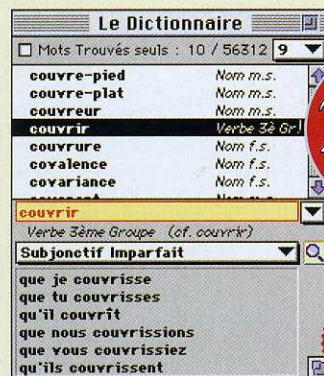 Le Dictionnaire
Mots Trouvés seuls : 10 / 56312 9
couvre-pied Nom m.s.
couvre-plat Nom m.s.
couvreur Nom m.s.
couvrir Verbe 3è Gr
couvrure Nom f.s.
covalence Nom f.s.
covariance Nom f.s.
couvrir
Verbe 3ème Groupe (cf. couvrir)
Subjonctif Imparfait
que je couvrisse
que tu couvrisses
qu'il couvrît
que nous couvrissions
que vous couvrissiez
qu'ils couvrissent